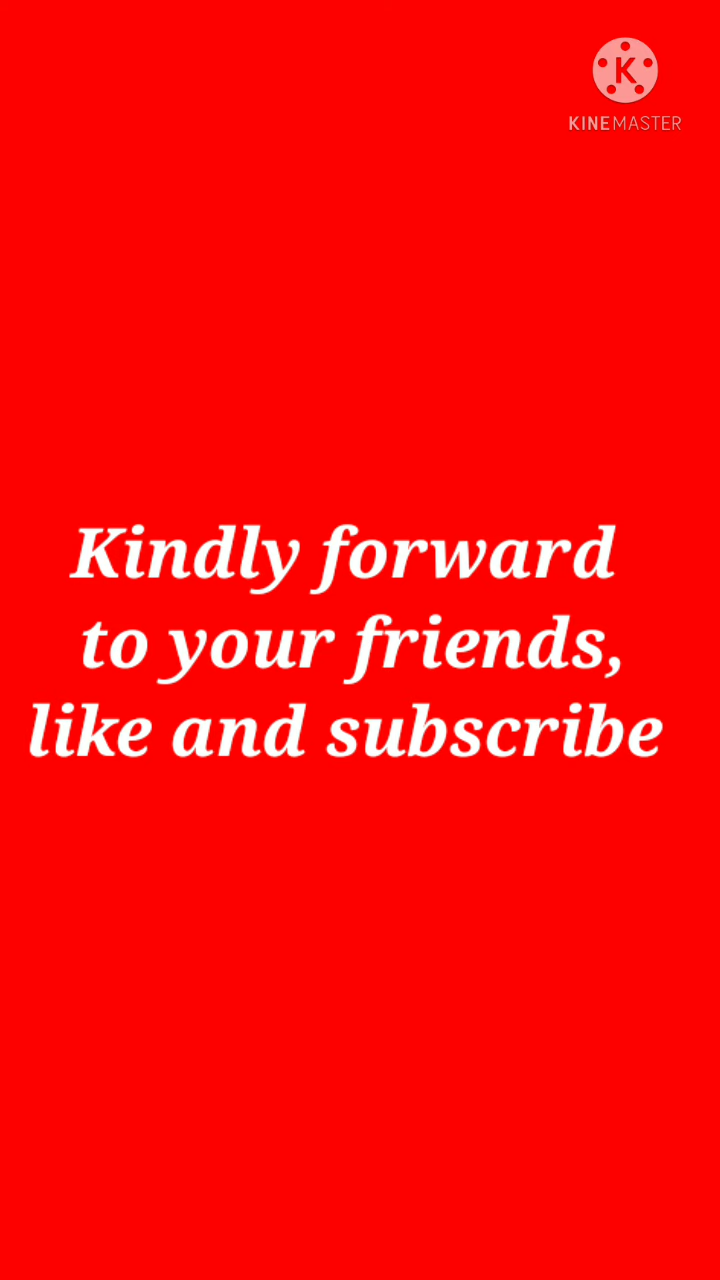 K
KINEMASTER
Kindly forward
to your friends,
like and subscribe